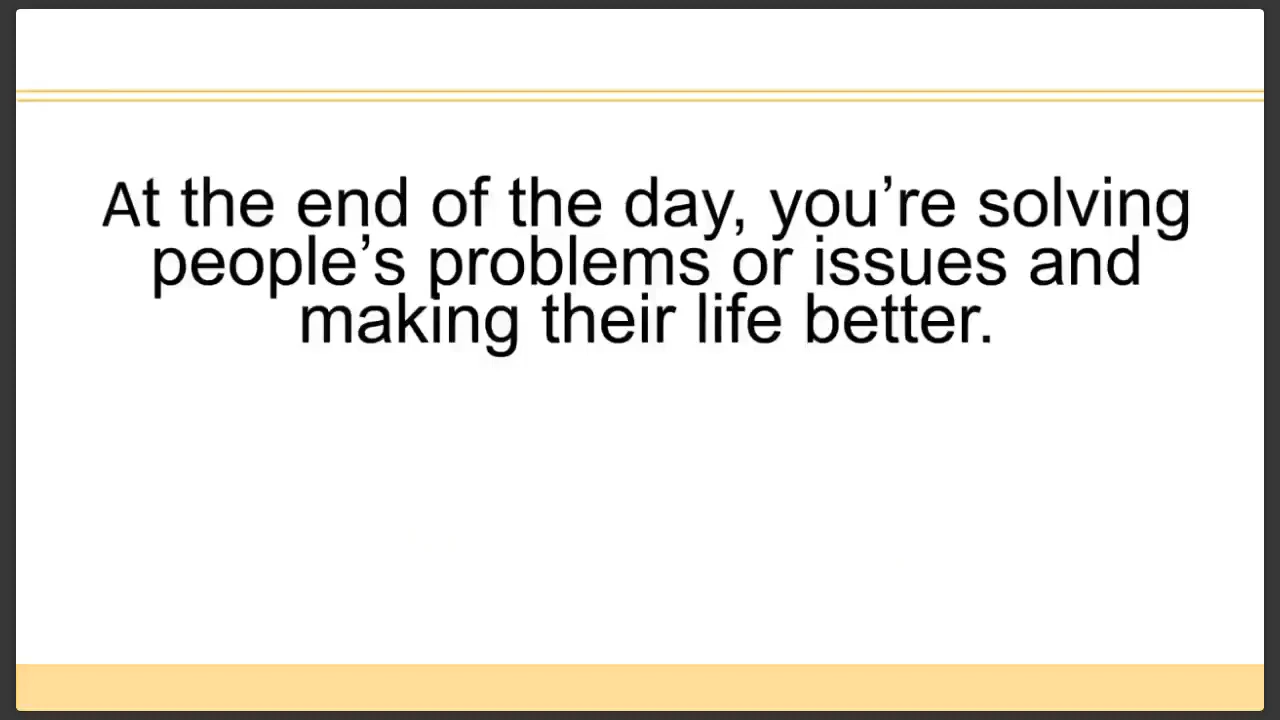 At the end of the day, you’re solving
people’s problems or issues and
making their life better.